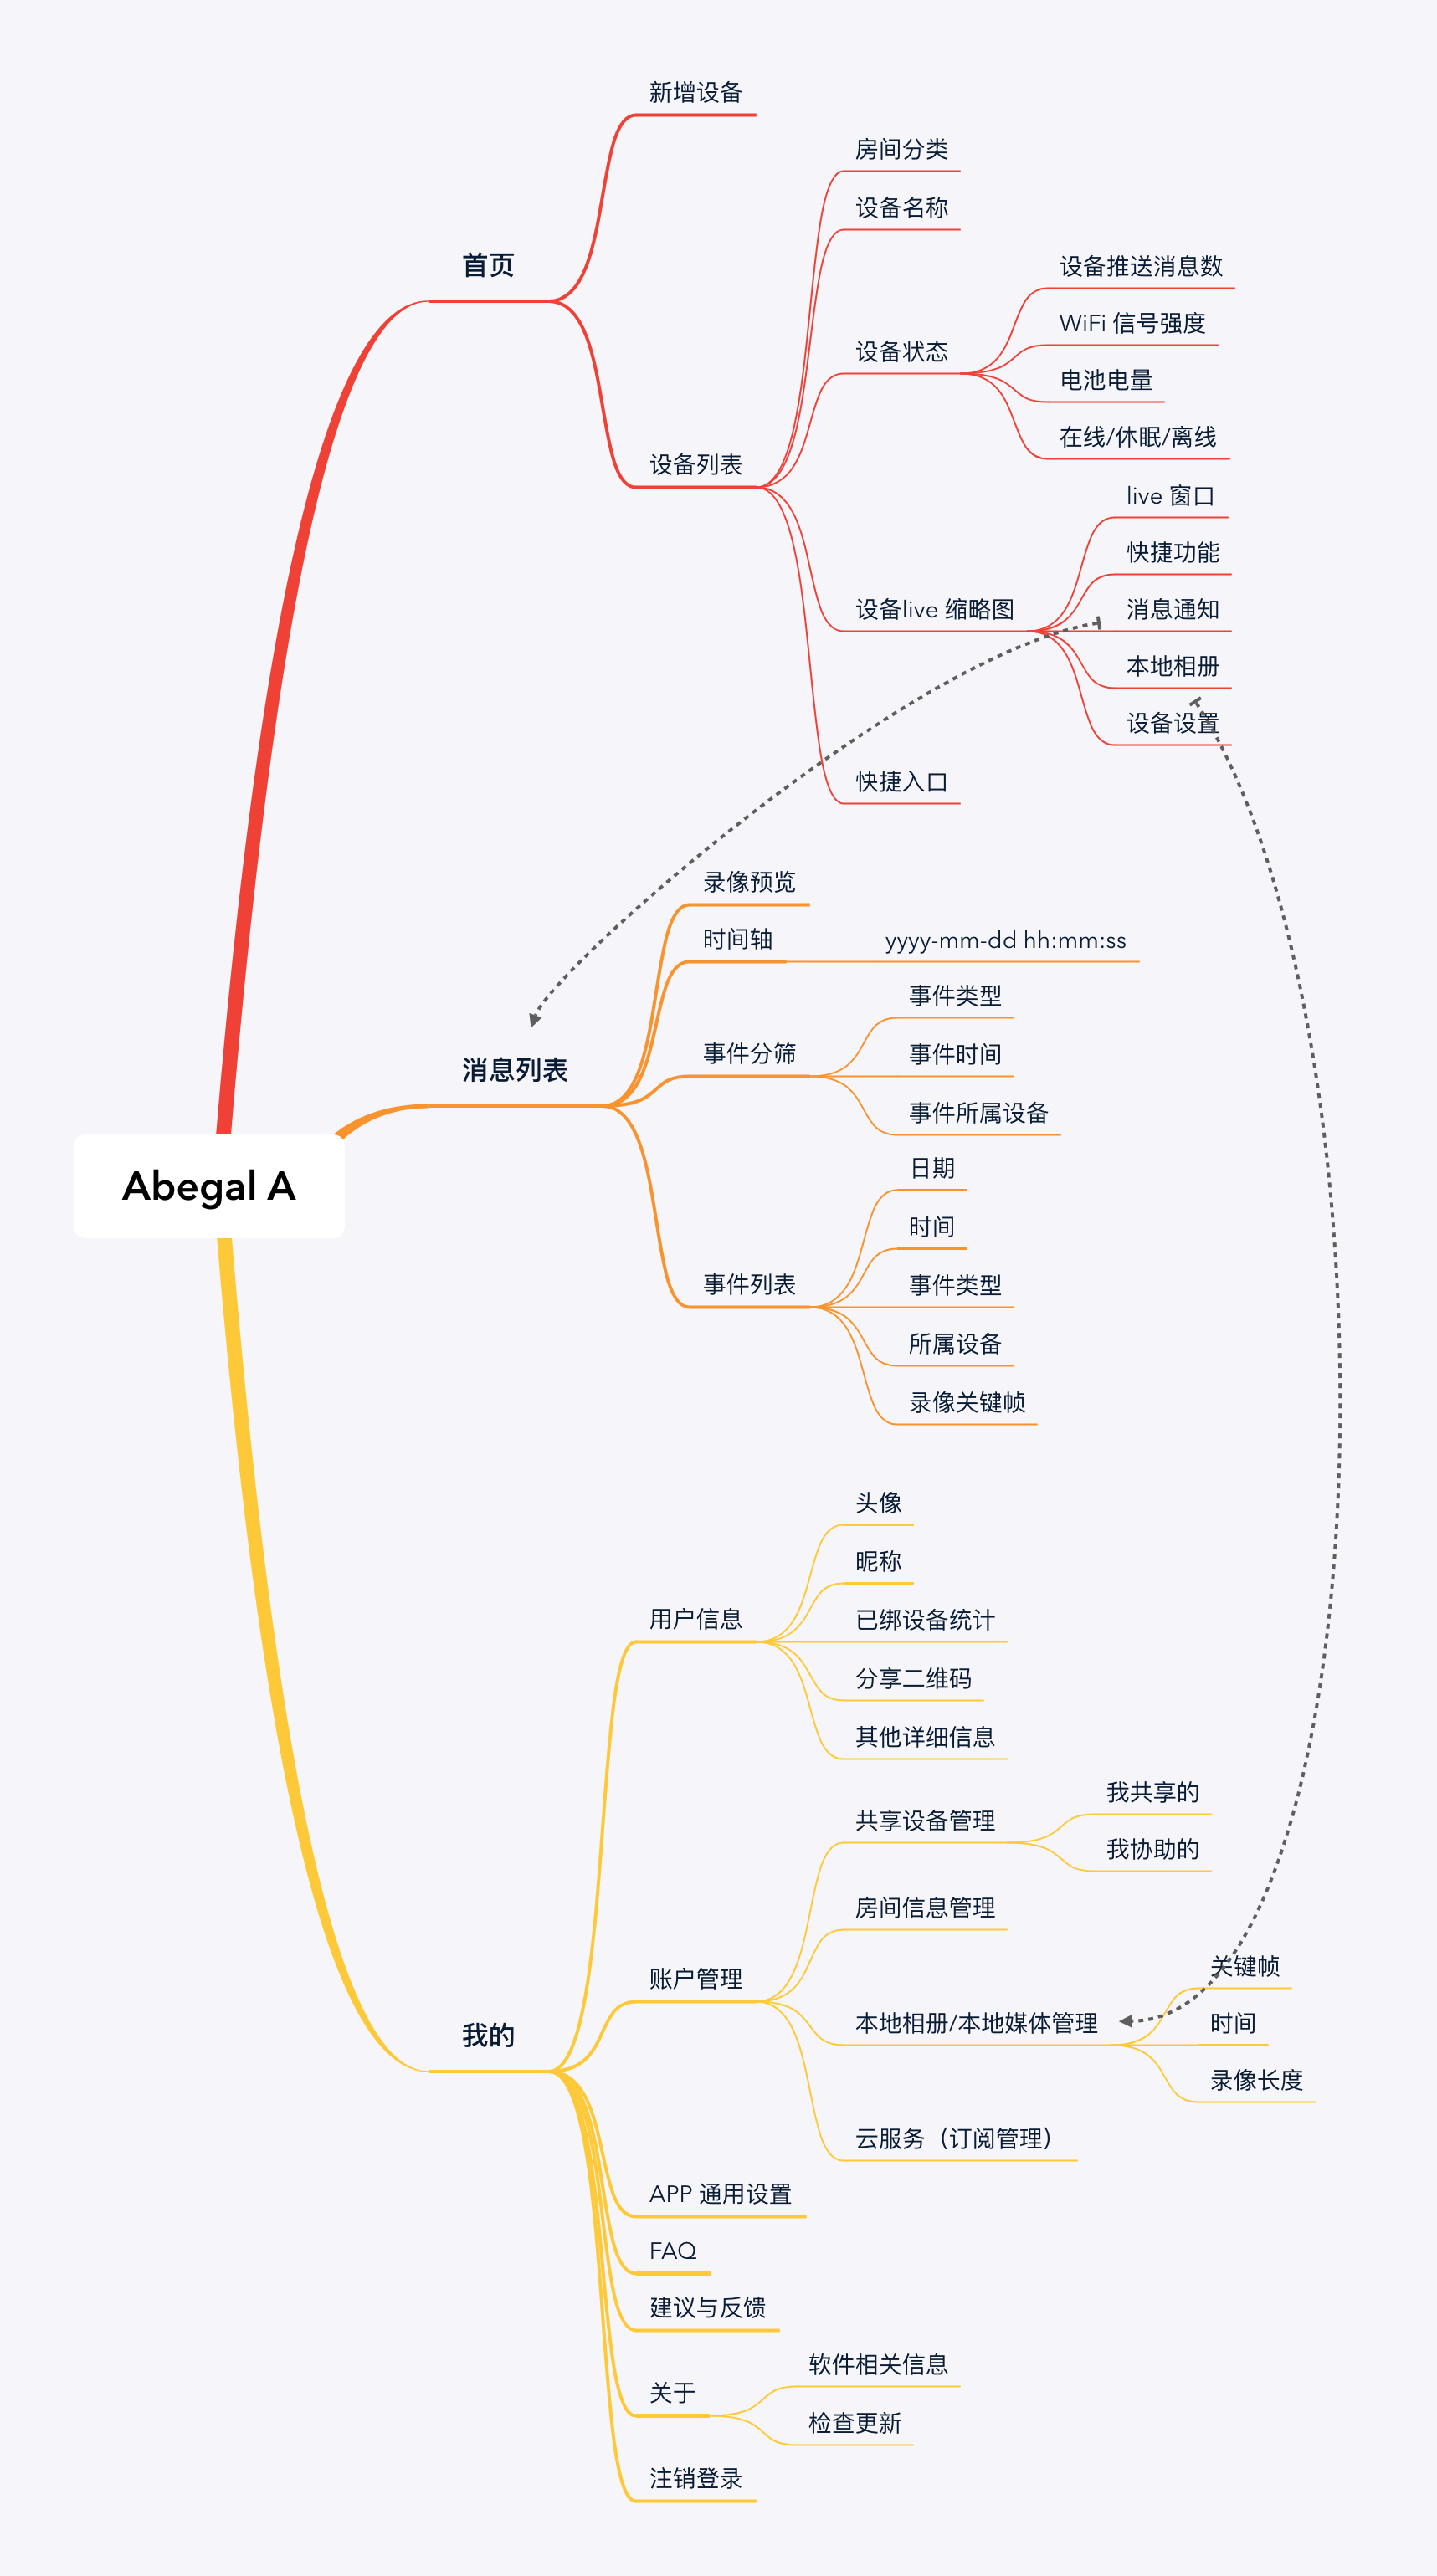 Abegal A
首页
新增设备
设备列表
房间分类
设备名称
设备状态
设备推送消息数
WiFi 信号强度
电池电量
在线/休眠/离线
设备live 缩略图
live 窗口
快捷功能
消息通知
本地相册
设备设置
快捷入口
消息列表
录像预览
时间轴
yyyy-mm-dd hh:mm:ss
事件分筛
事件类型
事件时间
事件所属设备
事件列表
日期
时间
事件类型
所属设备
录像关键帧
我的
用户信息
头像
昵称
已绑设备统计
分享二维码
其他详细信息
账户管理
共享设备管理
我共享的
我协助的
房间信息管理
本地相册/本地媒体管理
关键帧
时间
录像长度
云服务（订阅管理）
APP 通用设置
FAQ
建议与反馈
关于
软件相关信息
检查更新
注销登录